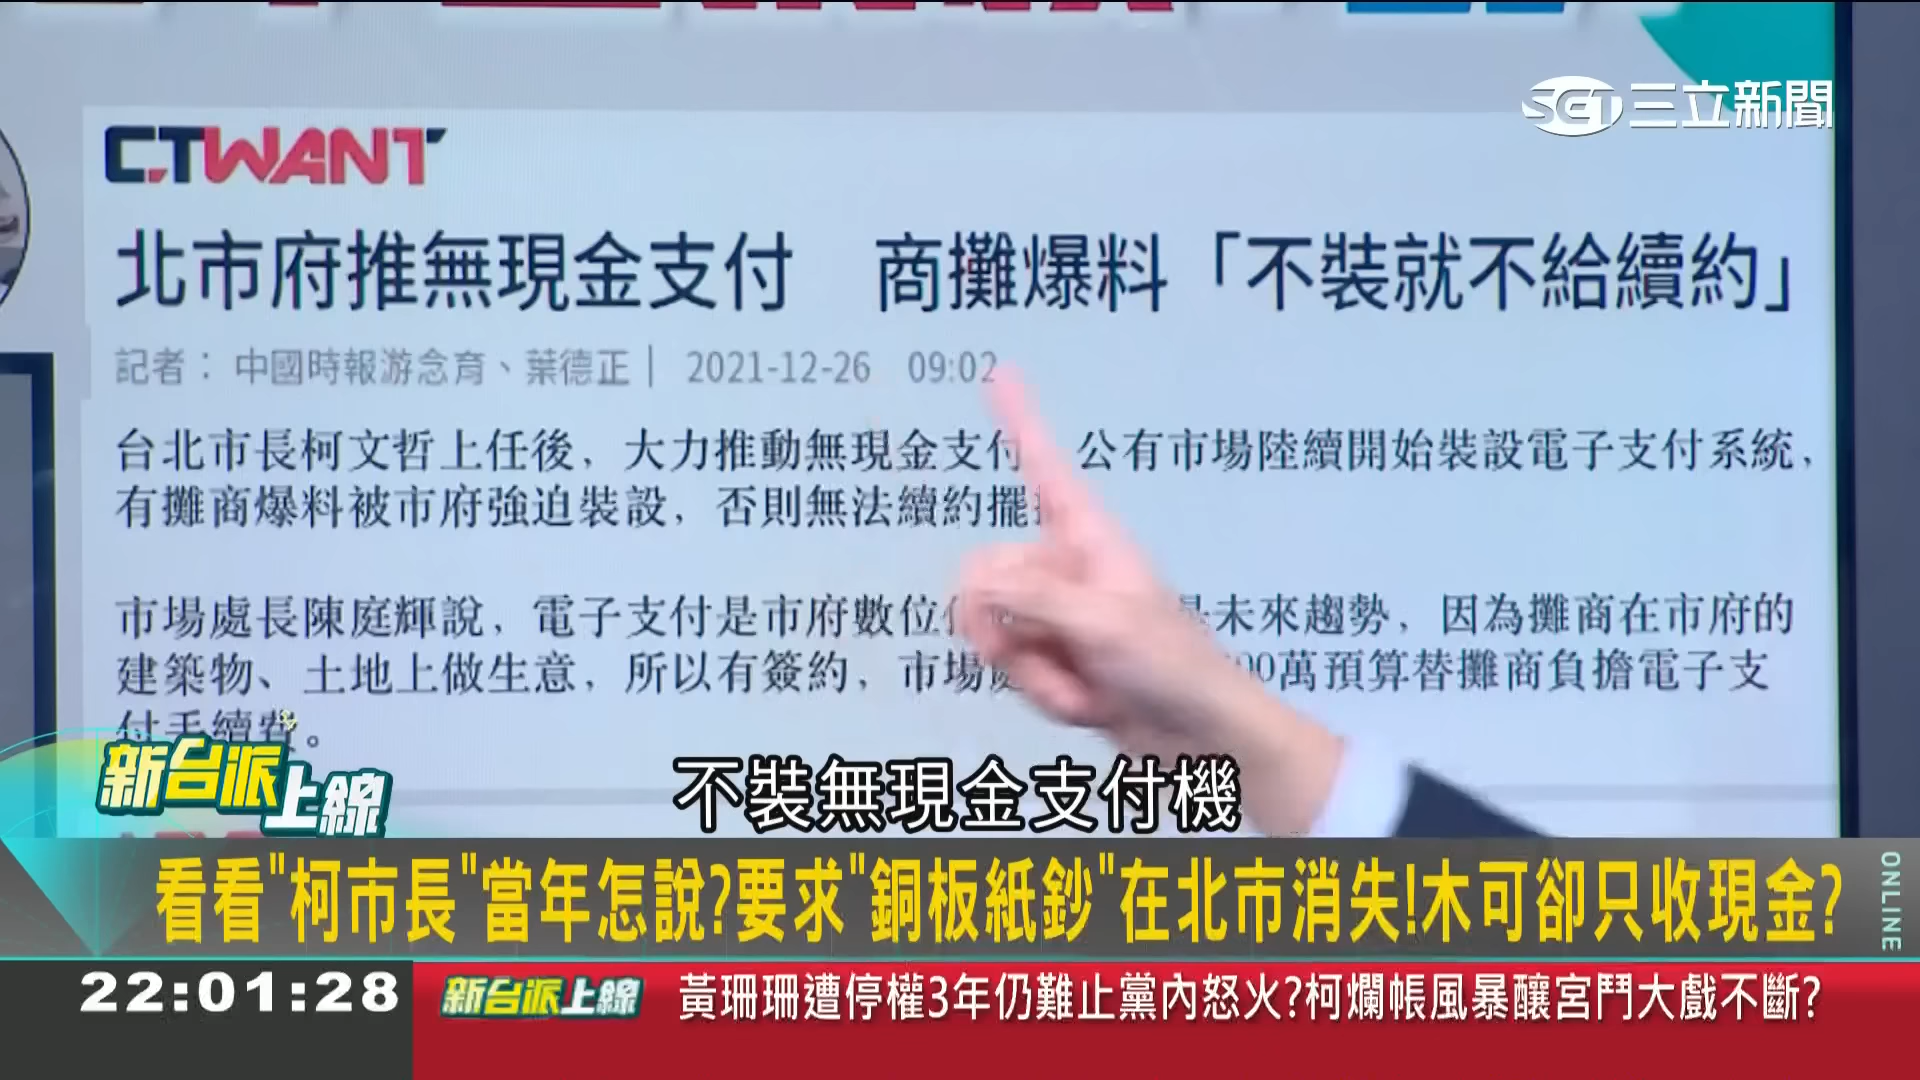 SET三立新聞
CTWANT
北市府推無現金支付 商攤爆料「不裝就不給續約」
記者：中國時報游念育、葉德正｜ 2021-12-26 09:02
台北市長柯文哲上任後，大力推動無現金支付 公有市場陸續開始裝設電子支付系統，
有攤商爆料被市府強迫裝設，否則無法續約擺
市場處長陳庭輝說，電子支付是市府數位 是未來趨勢，因為攤商在市府的
建築物、土地上做生意，所以有簽約，市場處 00萬預算替攤商負擔電子支
付手續費。
新台派上線
不裝無現金支付機
看看"柯市長"當年怎說?要求"銅板紙鈔"在北市消失!木可卻只收現金?
ONLINE
22:01:28
新台派上線
黃珊珊遭停權3年仍難止黨內怒火?柯爛帳風暴釀宮鬥大戲不斷?